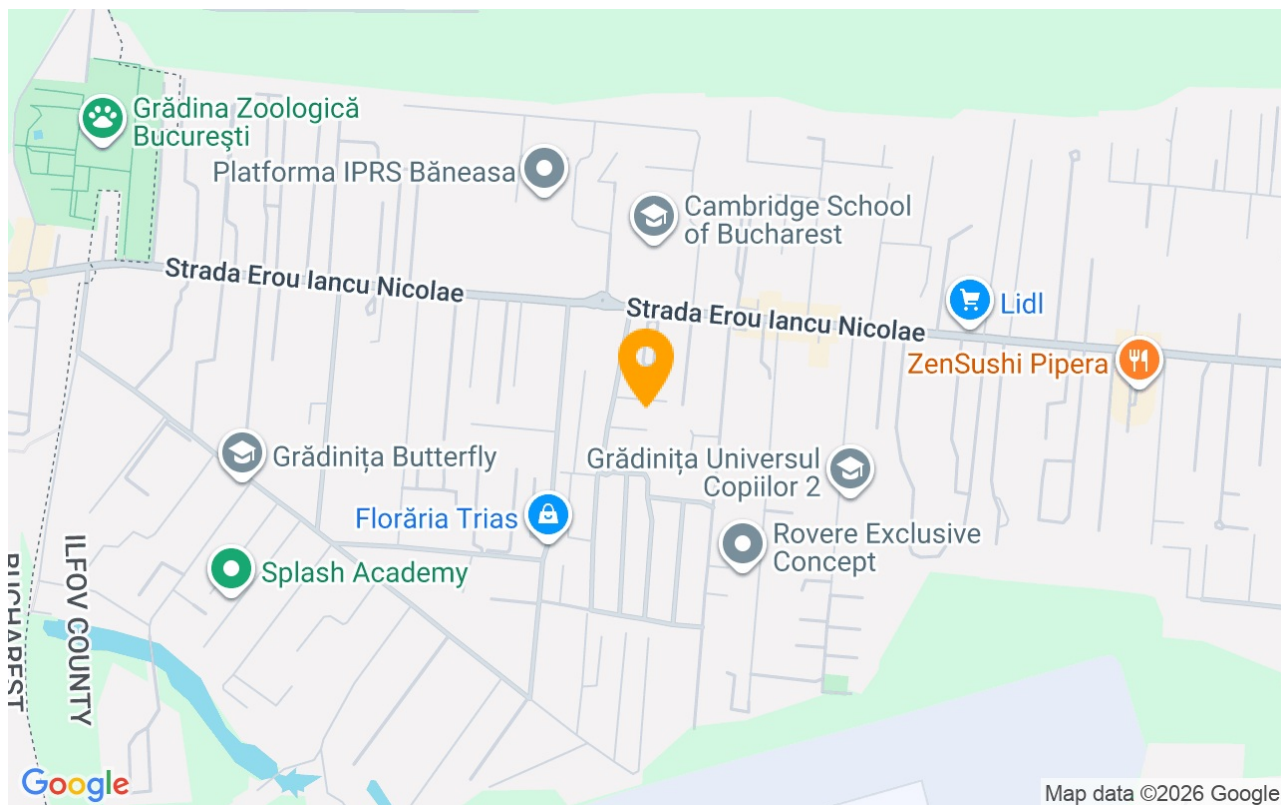 Grădina Zoologică
București
Platforma IPRS Băneasa
Cambridge School
of Bucharest
Strada Erou Iancu Nicolae
Strada Erou Iancu Nicolae
Lidl
ZenSushi Pipera
Grădinița Butterfly
Grădinița Universul
Copiilor 2
Florăria Trias
Rovere Exclusive
Concept
Splash Academy
ILFOV COUNTY
BUCHAREST
Google
Map data ©2026 Google